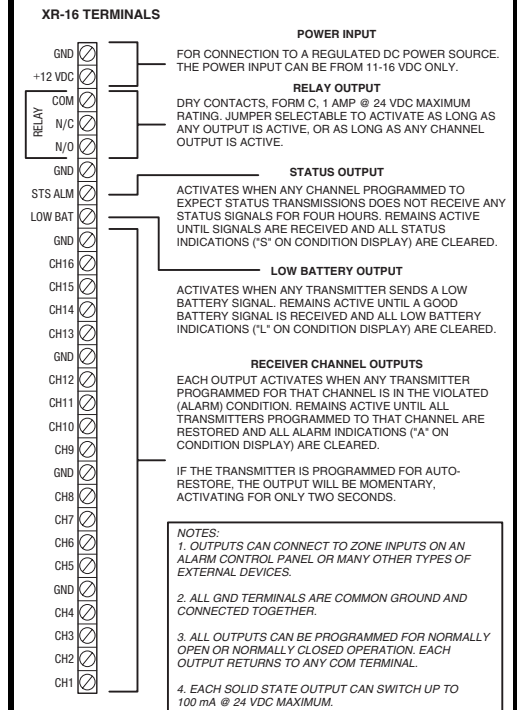 XR-16 TERMINALS
GND
+12 VDC
RELAY
COM
N/C
N/O
GND
STS ALM
LOW BAT
GND
CH16
CH15
CH14
CH13
GND
CH12
CH11
CH10
CH9
GND
CH8
CH7
CH6
CH5
GND
CH4
CH3
CH2
CH1
POWER INPUT
FOR CONNECTION TO A REGULATED DC POWER SOURCE.
THE POWER INPUT CAN BE FROM 11-16 VDC ONLY.
RELAY OUTPUT
DRY CONTACTS, FORM C, 1 AMP @ 24 VDC MAXIMUM
RATING. JUMPER SELECTABLE TO ACTIVATE AS LONG AS
ANY OUTPUT IS ACTIVE, OR AS LONG AS ANY CHANNEL
OUTPUT IS ACTIVE.
STATUS OUTPUT
ACTIVATES WHEN ANY CHANNEL PROGRAMMED TO
EXPECT STATUS TRANSMISSIONS DOES NOT RECEIVE ANY
STATUS SIGNALS FOR FOUR HOURS. REMAINS ACTIVE
UNTIL SIGNALS ARE RECEIVED AND ALL STATUS
INDICATIONS ("S" ON CONDITION DISPLAY) ARE CLEARED.
LOW BATTERY OUTPUT
ACTIVATES WHEN ANY TRANSMITTER SENDS A LOW
BATTERY SIGNAL. REMAINS ACTIVE UNTIL A GOOD
BATTERY SIGNAL IS RECEIVED AND ALL LOW BATTERY
INDICATIONS ("L" ON CONDITION DISPLAY) ARE CLEARED.
RECEIVER CHANNEL OUTPUTS
EACH OUTPUT ACTIVATES WHEN ANY TRANSMITTER
PROGRAMMED FOR THAT CHANNEL IS IN THE VIOLATED
(ALARM) CONDITION. REMAINS ACTIVE UNTIL ALL
TRANSMITTERS PROGRAMMED TO THAT CHANNEL ARE
RESTORED AND ALL ALARM INDICATIONS ("A" ON
CONDITION DISPLAY) ARE CLEARED.
IF THE TRANSMITTER IS PROGRAMMED FOR AUTO-
RESTORE, THE OUTPUT WILL BE MOMENTARY,
ACTIVATING FOR ONLY TWO SECONDS.
NOTES:
1. OUTPUTS CAN CONNECT TO ZONE INPUTS ON AN
ALARM CONTROL PANEL OR MANY OTHER TYPES OF
EXTERNAL DEVICES.
2. ALL GND TERMINALS ARE COMMON GROUND AND
CONNECTED TOGETHER.
3. ALL OUTPUTS CAN BE PROGRAMMED FOR NORMALLY
OPEN OR NORMALLY CLOSED OPERATION. EACH
OUTPUT RETURNS TO ANY COM TERMINAL.
4. EACH SOLID STATE OUTPUT CAN SWITCH UP TO
100 mA @ 24 VDC MAXIMUM.